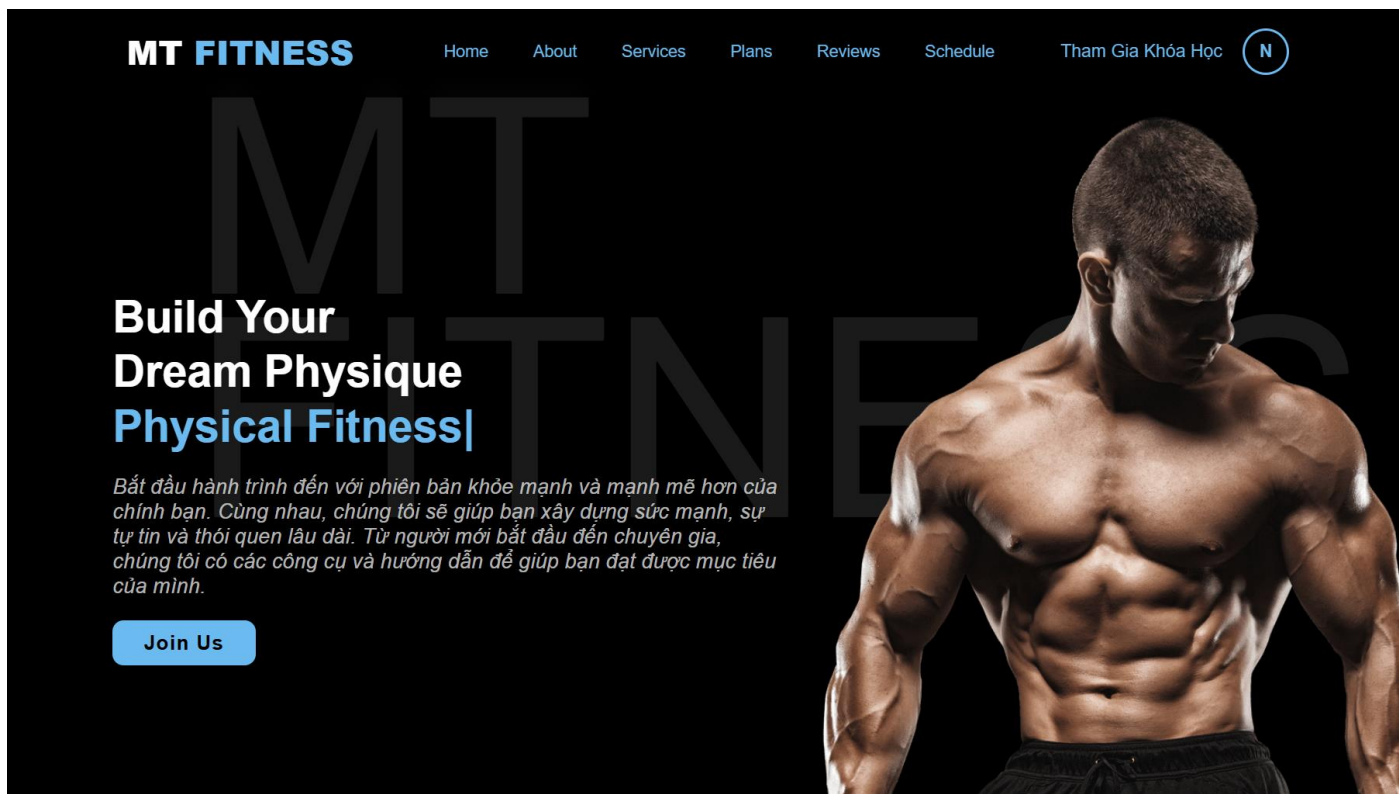 MT FITNESS
Home About Services Plans Reviews Schedule Tham Gia Khóa Học N
MT
FITNESS
Build Your
Dream Physique
Physical Fitness|
Bắt đầu hành trình đến với phiên bản khỏe mạnh và mạnh mẽ hơn của
chính bạn. Cùng nhau, chúng tôi sẽ giúp bạn xây dựng sức mạnh, sự
tự tin và thói quen lâu dài. Từ người mới bắt đầu đến chuyên gia,
chúng tôi có các công cụ và hướng dẫn để giúp bạn đạt được mục tiêu
của mình.
Join Us